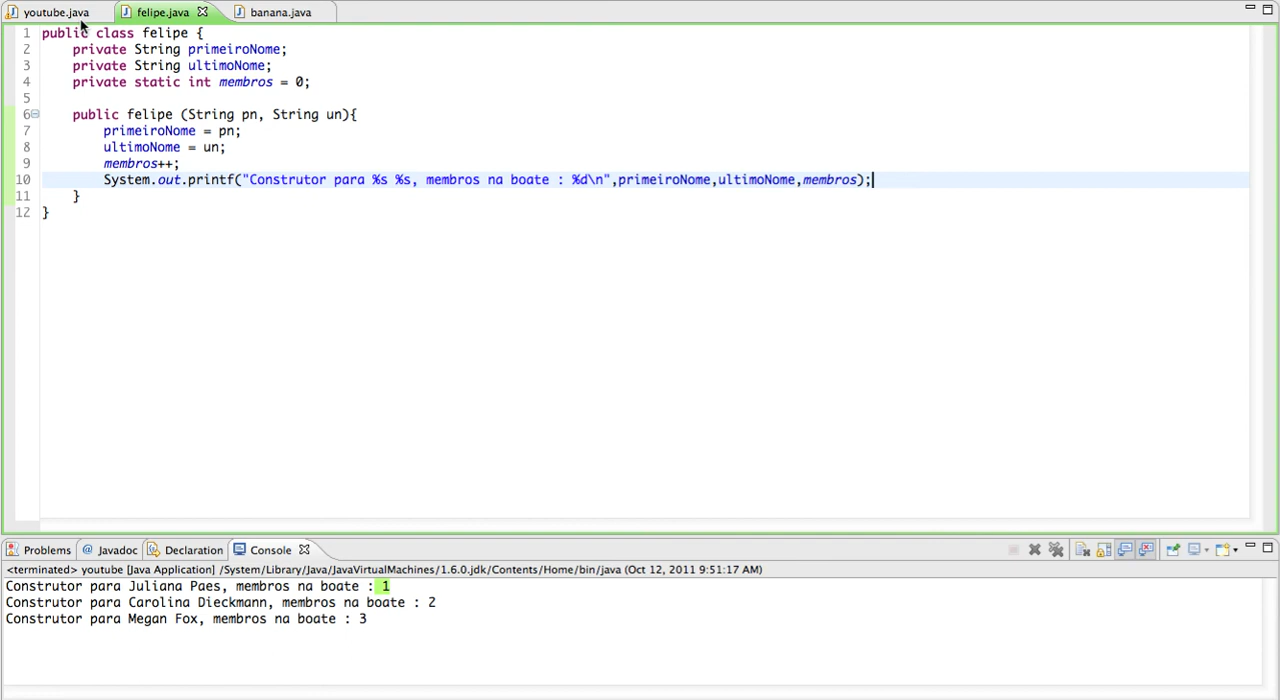 youtube.java felipe.java banana.java
1 public class felipe {
2 private String primeiroNome;
3 private String ultimoNome;
4 private static int membros = 0;
5
6 public felipe (String pn, String un){
7 primeiroNome = pn;
8 ultimoNome = un;
9 membros++;
10 System.out.printf("Construtor para %s %s, membros na boate : %d\n",primeiroNome,ultimoNome,membros);
11 }
12 }
Problems @ Javadoc Declaration Console
<terminated> youtube [Java Application] /System/Library/Java/JavaVirtualMachines/1.6.0.jdk/Contents/Home/bin/java (Oct 12, 2011 9:51:17 AM)
Construtor para Juliana Paes, membros na boate : 1
Construtor para Carolina Dieckmann, membros na boate : 2
Construtor para Megan Fox, membros na boate : 3